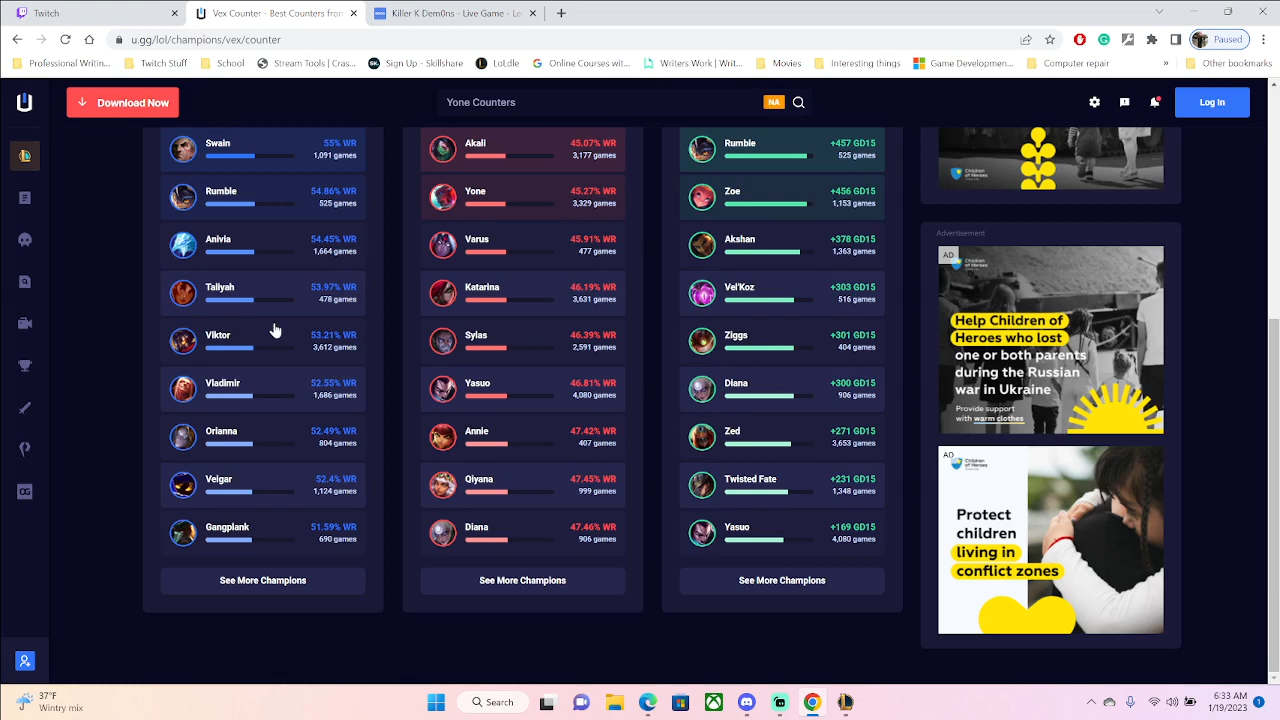 Twitch
Vex Counter - Best Counters from
Killer K Dem0ns - Live Game - Le
u.gg/lol/champions/vex/counter
Paused
Professional Writin...
Twitch Stuff
School
Stream Tools | Cras...
Sign Up - Skillshare
Lotdle
Online Courses wit...
Writers Work | Writ...
Movies
Interesting things
Game Developmen...
Computer repair
»
Other bookmarks
Download Now
Yone Counters
NA
Log In
Swain 55% WR
1,091 games
Rumble 54.86% WR
525 games
Anivia 54.45% WR
1,664 games
Taliyah 53.97% WR
478 games
Viktor 53.21% WR
3,612 games
Vladimir 52.55% WR
games
Orianna
804 games
Veigar 52.4% WR
1,124 games
Gangplank 51.59% WR
690 games
See More Champions
Akali 45.07% WR
3,177 games
Yone 45.27% WR
3,329 games
Varus 45.91% WR
477 games
Katarina 46.19% WR
3,631 games
Sylas 46.39% WR
2,591 games
Yasuo 46.81% WR
4,080 games
Annie 47.42% WR
407 games
Qiyana 47.45% WR
999 games
Diana 47.46% WR
906 games
See More Champions
Rumble +457 GD15
525 games
Zoe +456 GD15
1,153 games
Akshan +378 GD15
1,363 games
Vel'Koz +303 GD15
516 games
Ziggs +301 GD15
404 games
Diana +300 GD15
906 games
Zed +271 GD15
3,653 games
Twisted Fate +231 GD15
1,348 games
Yasuo +169 GD15
4,080 games
See More Champions
Children of
Heroes
Advertisement
AD
Children of
Heroes
Help Children of
Heroes who lost
one or both parents
during the Russian
war in Ukraine
Provide support
with warm clothes
AD
Children of
Heroes
Protect
children
living in
conflict zones
37°F
Wintry mix
Search
6:33 AM
1/19/2023
1